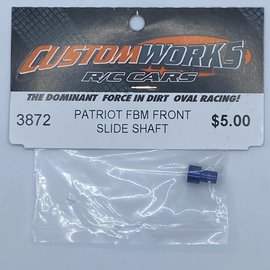 CUSTOMWORKS
R/C CARS
THE DOMINANT FORCE IN DIRT OVAL RACING!
3872 PATRIOT FBM FRONT $5.00
SLIDE SHAFT